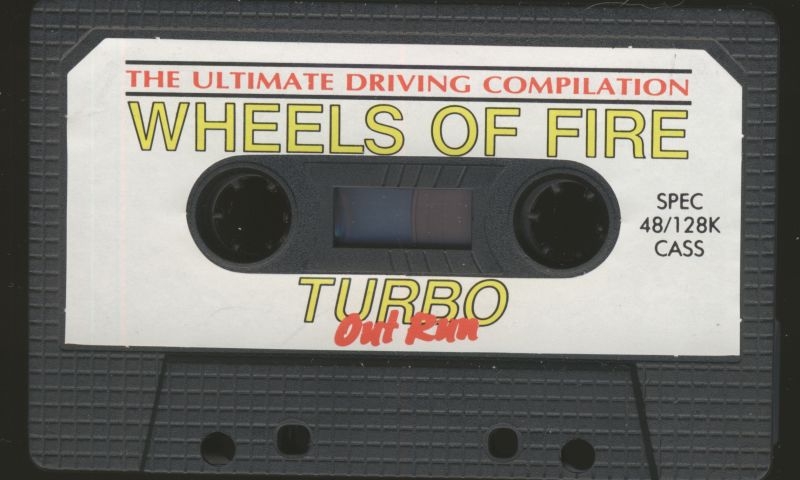 THE ULTIMATE DRIVING COMPILATION
WHEELS OF FIRE
SPEC
48/128K
CASS
TURBO
Out Run